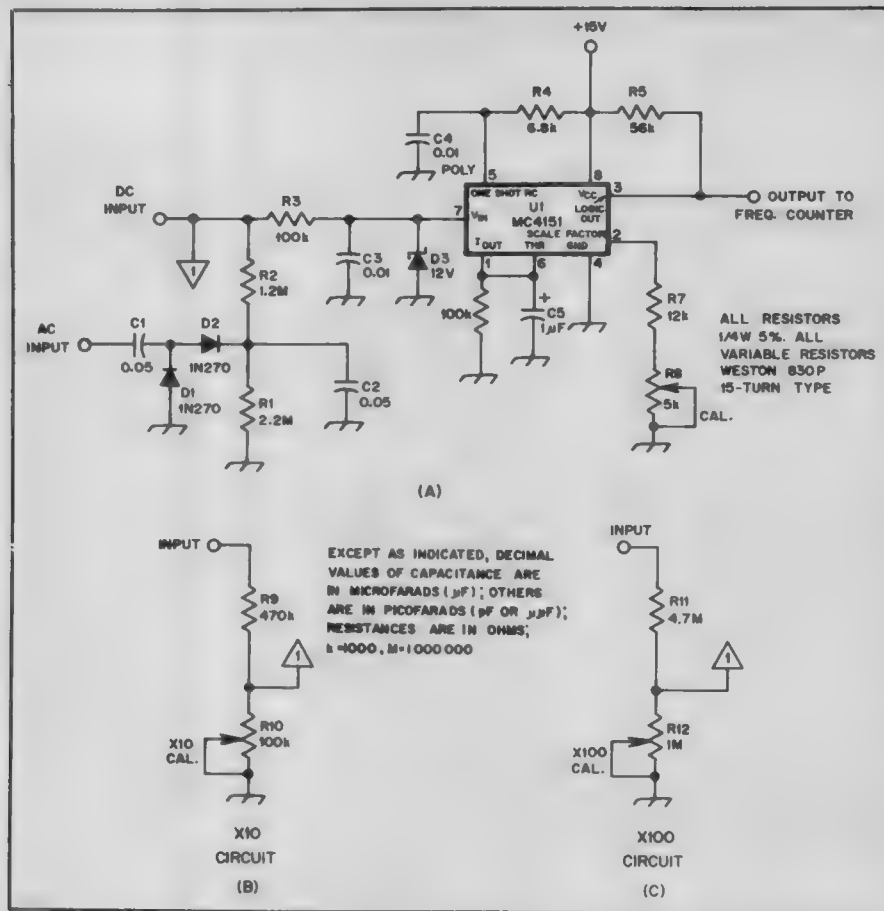 +15V
R4
6.8k
R5
56k
C4
0.01
POLY
5
8
ONE SHOT RC
VCC
3
DC
INPUT
R3
100k
7
VIN
U1
MC4151
LOGIC
OUT
OUTPUT TO
FREQ. COUNTER
SCALE FACTOR
2
I OUT
THR
GND
1
6
4
1
R2
1.2M
C3
0.01
D3
12V
100k
+
C5
1µF
R7
12k
ALL RESISTORS
1/4W 5%. ALL
VARIABLE RESISTORS
WESTON 830P
15-TURN TYPE
AC
INPUT
C1
0.05
D2
1N270
D1
1N270
R1
2.2M
C2
0.05
5k
CAL.
(A)
INPUT
R9
470k
1
R10
100k
X10
CAL.
X10
CIRCUIT
(B)
EXCEPT AS INDICATED, DECIMAL
VALUES OF CAPACITANCE ARE
IN MICROFARADS (µF); OTHERS
ARE IN PICOFARADS (pF OR µµF);
RESISTANCES ARE IN OHMS;
k=1000, M=1000000
INPUT
R11
4.7M
1
R12
1M
X100
CAL.
X100
CIRCUIT
(C)